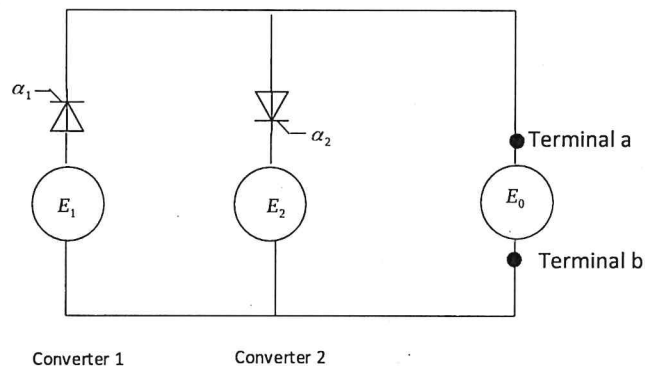 α₁
α₂
Terminal a
E₁
E₂
E₀
Terminal b
Converter 1
Converter 2